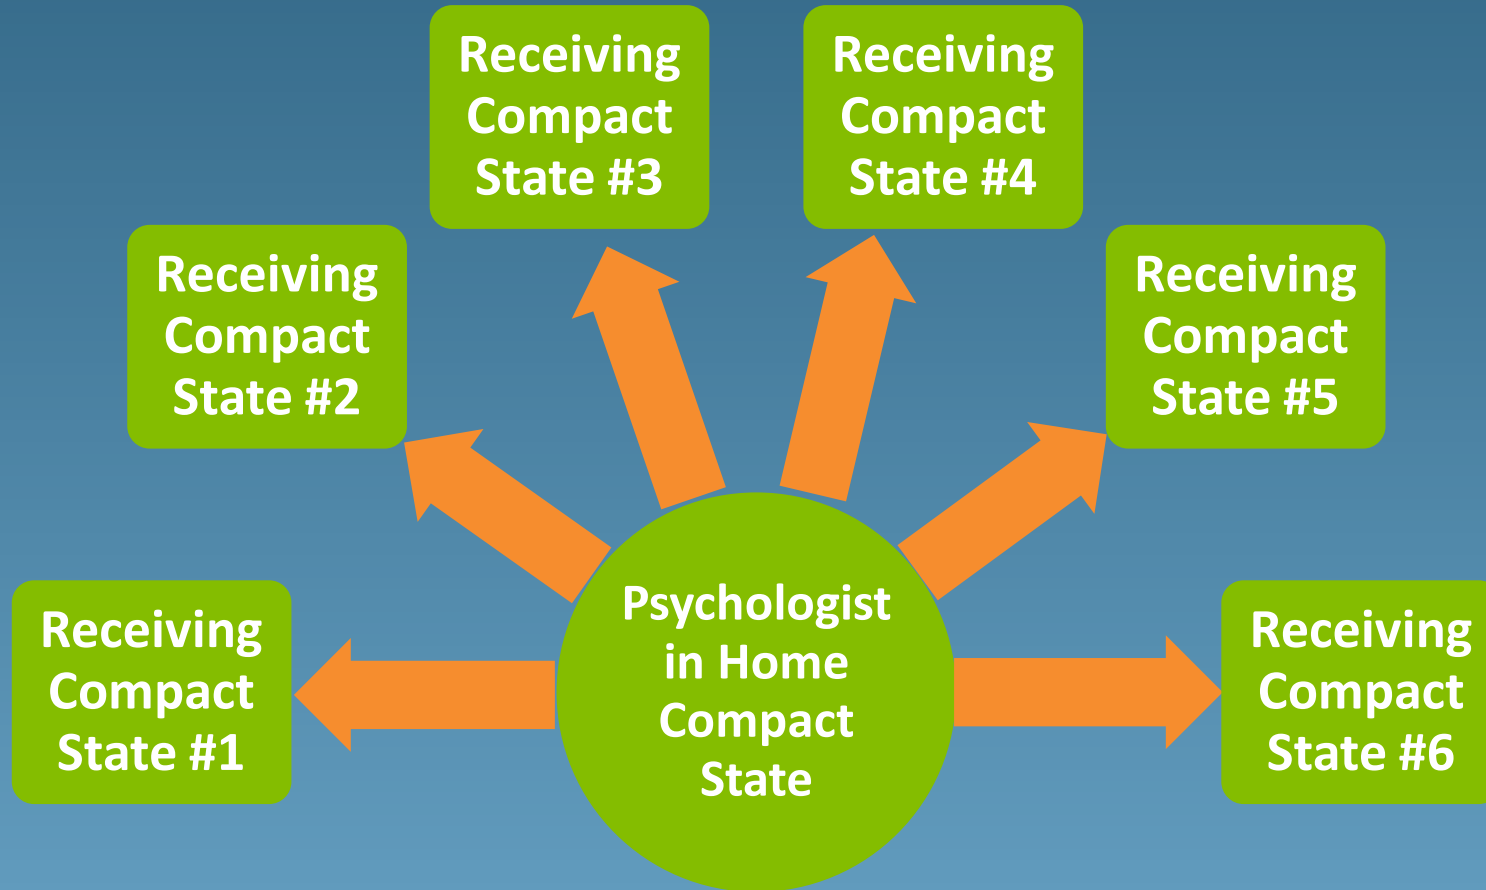 Receiving
Compact
State #3
Receiving
Compact
State #4
Receiving
Compact
State #2
Receiving
Compact
State #5
Receiving
Compact
State #1
Psychologist
in Home
Compact
State
Receiving
Compact
State #6